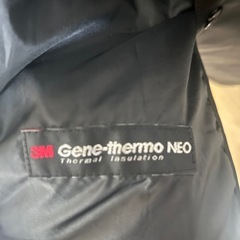 3M Gene-thermo NEO
Thermal Insulation